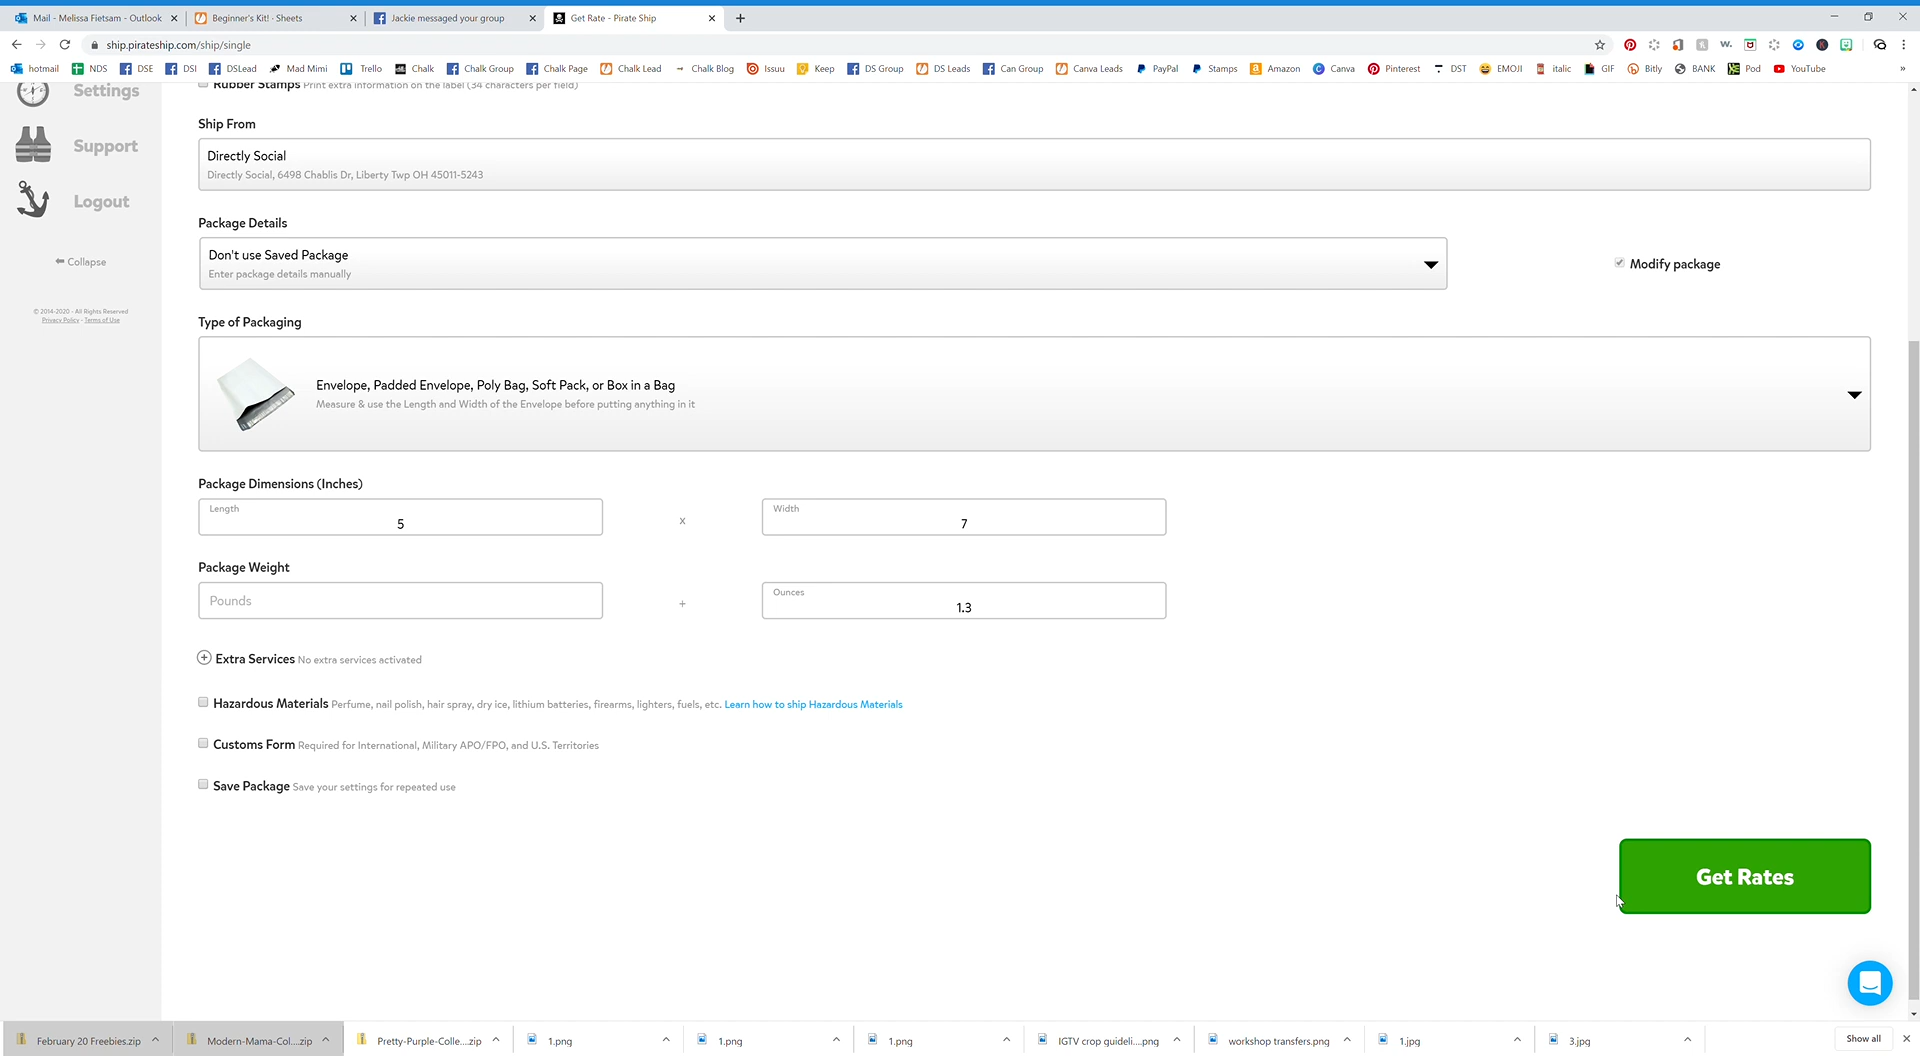 Mail - Melissa Fietsam - Outlook
Beginner's Kit! · Sheets
Jackie messaged your group
Get Rate - Pirate Ship
ship.pirateship.com/ship/single
hotmail NDS DSE DSI DSLead Mad Mimi Trello Chalk Chalk Group Chalk Page Chalk Lead Chalk Blog Issuu Keep DS Group DS Leads Can Group Canva Leads PayPal Stamps Amazon Canva Pinterest DST EMOJI italic GIF Bitly BANK Pod YouTube »
Settings
Support
Logout
Collapse
© 2014-2020 - All Rights Reserved
Privacy Policy - Terms of Use
Rubber Stamps Print extra information on the label (34 characters per field)
Ship From
Directly Social
Directly Social, 6498 Chablis Dr, Liberty Twp OH 45011-5243
Package Details
Don't use Saved Package
Enter package details manually
Modify package
Type of Packaging
Envelope, Padded Envelope, Poly Bag, Soft Pack, or Box in a Bag
Measure & use the Length and Width of the Envelope before putting anything in it
Package Dimensions (Inches)
Length
5
x
Width
7
Package Weight
Pounds
+
Ounces
1.3
Extra Services No extra services activated
Hazardous Materials Perfume, nail polish, hair spray, dry ice, lithium batteries, firearms, lighters, fuels, etc. Learn how to ship Hazardous Materials
Customs Form Required for International, Military APO/FPO, and U.S. Territories
Save Package Save your settings for repeated use
Get Rates
February 20 Freebies.zip
Modern-Mama-Col....zip
Pretty-Purple-Colle....zip
1.png
1.png
1.png
IGTV crop guideli....png
workshop transfers.png
1.jpg
3.jpg
Show all